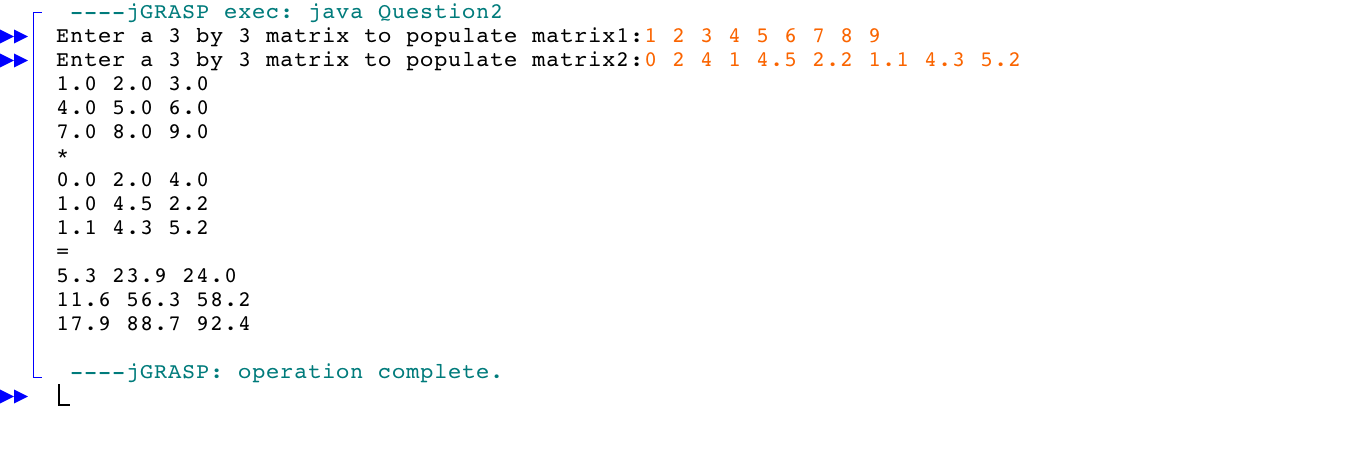 ----jGRASP exec: java Question2
Enter a 3 by 3 matrix to populate matrix1:1 2 3 4 5 6 7 8 9
Enter a 3 by 3 matrix to populate matrix2:0 2 4 1 4.5 2.2 1.1 4.3 5.2
1.0 2.0 3.0
4.0 5.0 6.0
7.0 8.0 9.0
*
0.0 2.0 4.0
1.0 4.5 2.2
1.1 4.3 5.2
=
5.3 23.9 24.0
11.6 56.3 58.2
17.9 88.7 92.4
----jGRASP: operation complete.